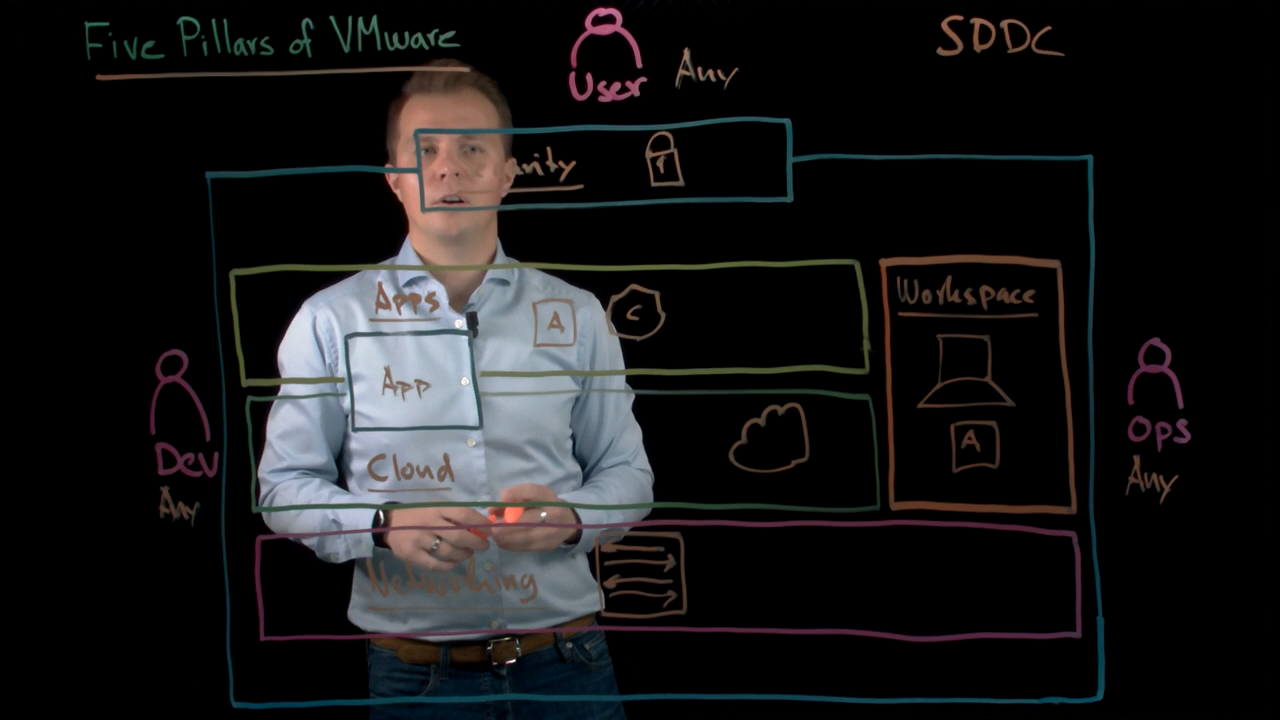 Five Pillars of VMware
User Any
SDDC
Apps
A
C
App
Cloud
Networking
Workspace
A
Dev
Any
Ops
Any